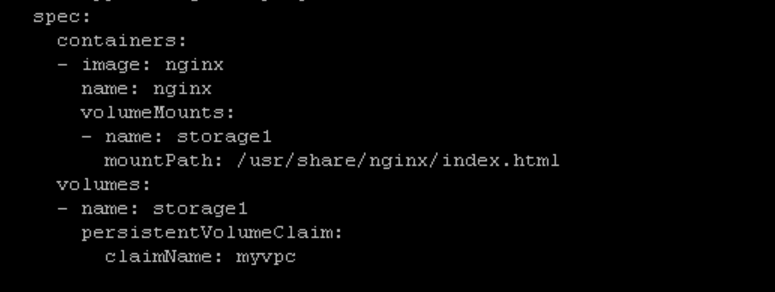 spec:
  containers:
  - image: nginx
    name: nginx
    volumeMounts:
    - name: storage1
      mountPath: /usr/share/nginx/index.html
  volumes:
  - name: storage1
    persistentVolumeClaim:
      claimName: myvpc